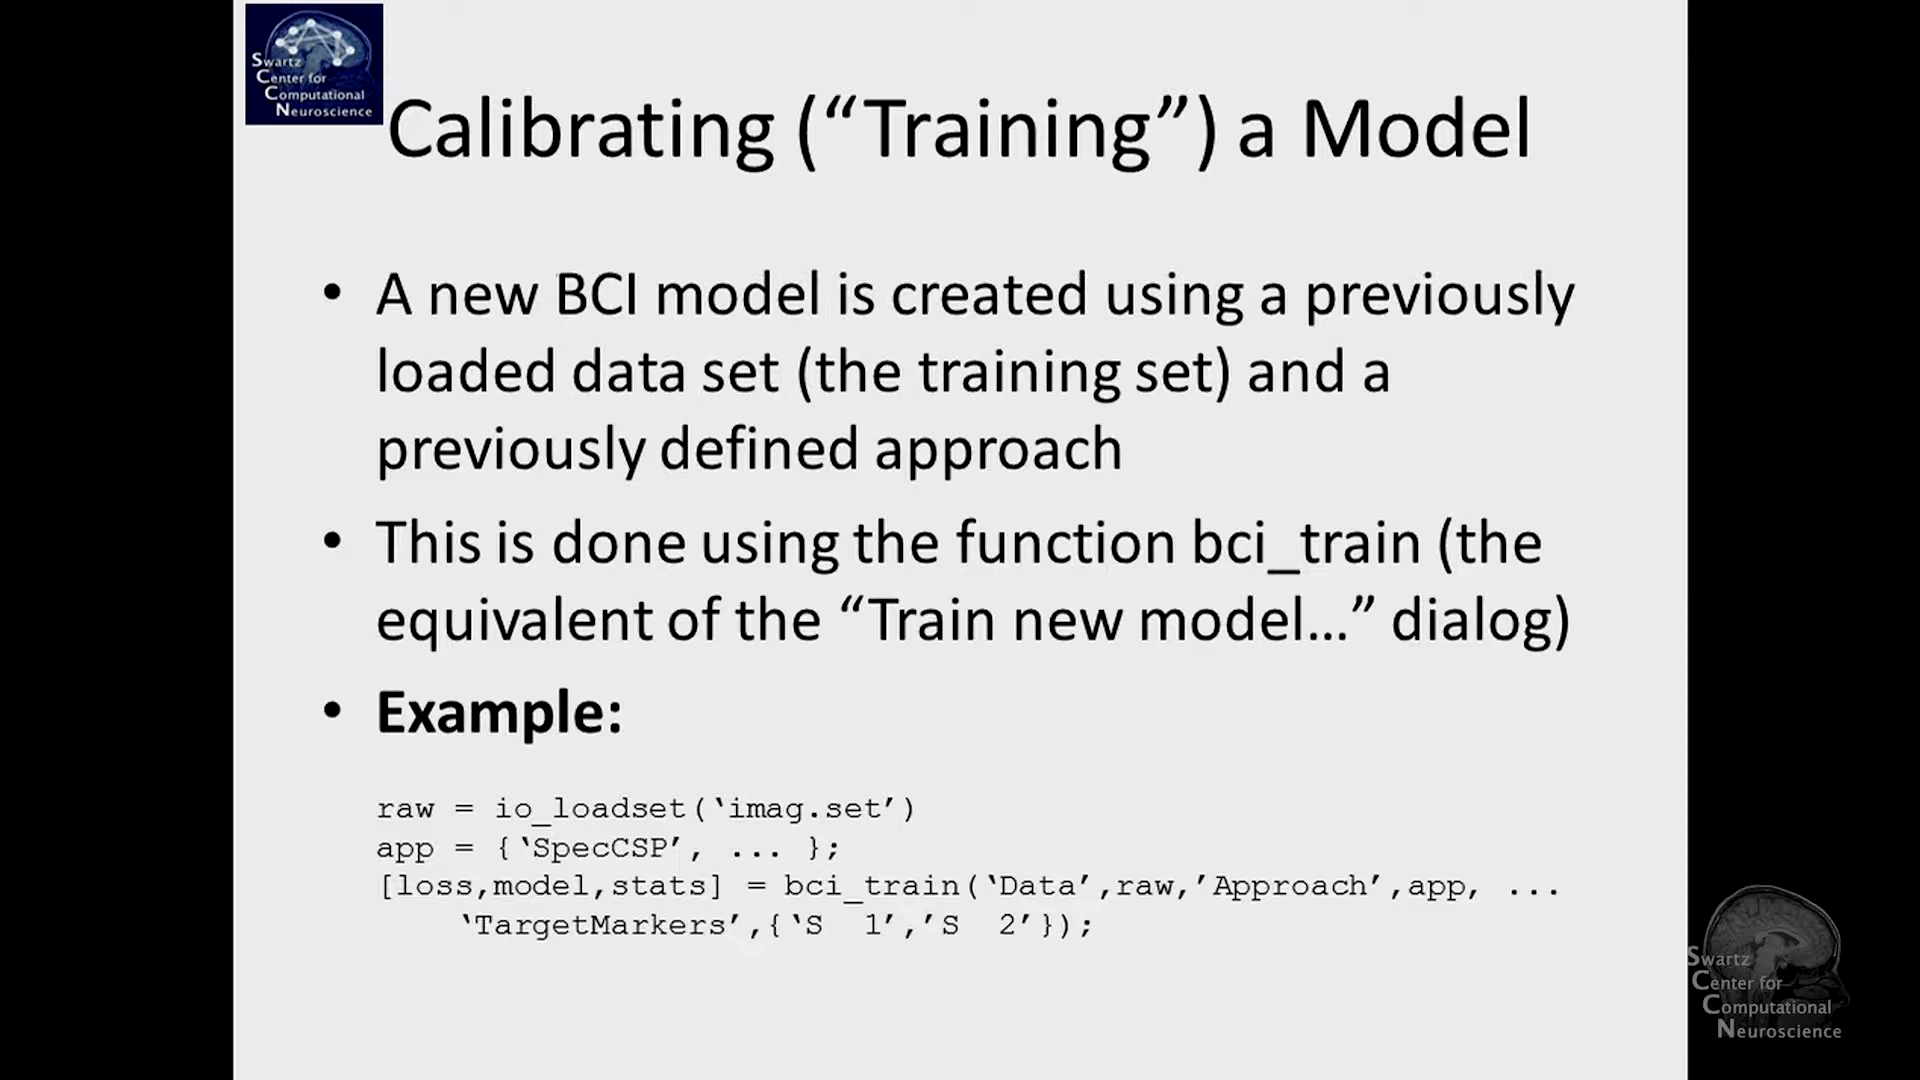 Swartz
Center for
Computational
Neuroscience
Calibrating (“Training”) a Model
• A new BCI model is created using a previously
loaded data set (the training set) and a
previously defined approach
• This is done using the function bci_train (the
equivalent of the “Train new model…” dialog)
• Example:
raw = io_loadset(‘imag.set’)
app = {‘SpecCSP’, ... };
[loss,model,stats] = bci_train(‘Data’,raw,’Approach’,app, ...
‘TargetMarkers’,{‘S  1’,’S  2’});
Swartz
Center for
Computational
Neuroscience